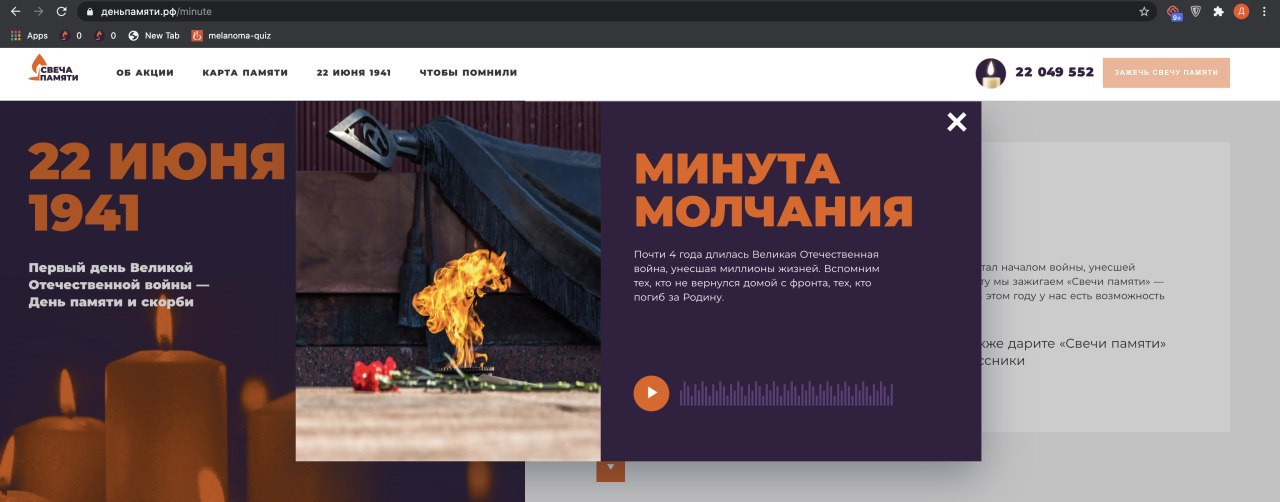 деньпамяти.рф/minute
9+
Д
Apps
0
0
New Tab
melanoma-quiz
СВЕЧА
ПАМЯТИ
ОБ АКЦИИ
КАРТА ПАМЯТИ
22 ИЮНЯ 1941
ЧТОБЫ ПОМНИЛИ
22 049 552
ЗАЖЕЧЬ СВЕЧУ ПАМЯТИ
22 ИЮНЯ
1941
Первый день Великой
Отечественной войны —
День памяти и скорби
МИНУТА
МОЛЧАНИЯ
Почти 4 года длилась Великая Отечественная
война, унесшая миллионы жизней. Вспомним
тех, кто не вернулся домой с фронта, тех, кто
погиб за Родину.
тал началом войны, унесшей
ту мы зажигаем «Свечи памяти» —
этом году у нас есть возможность
кже дарите «Свечи памяти»
ссники